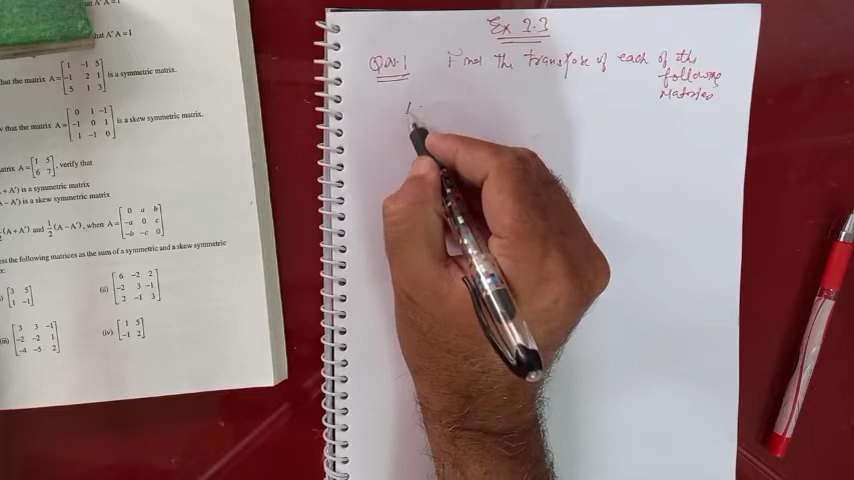 that A' A = I
that the matrix A = [1 -1 5; -1 2 1; 5 1 3] is a symmetric matrix.
v that the matrix A = [0 1 -1; -1 0 1; 1 -1 0] is a skew symmetric matrix.
atrix A = [1 5; 6 7], verify that
+ A') is a symmetric matrix
− A') is a skew symmetric matrix
(A + A') and 1/2 (A − A'), when A = [0 a b; -a 0 c; -b -c 0]
the following matrices as the sum of a symmetric and a skew symmetric
[3 5; 1 -1] (ii) [6 -2 2; -2 3 -1; 2 -1 3]
[3 3 -1; -2 -2 1; -4 -5 2] (iv) [1 5; -1 2]
Ex 3.3
QN.1 Find the transpose of each of the
following
Matrices